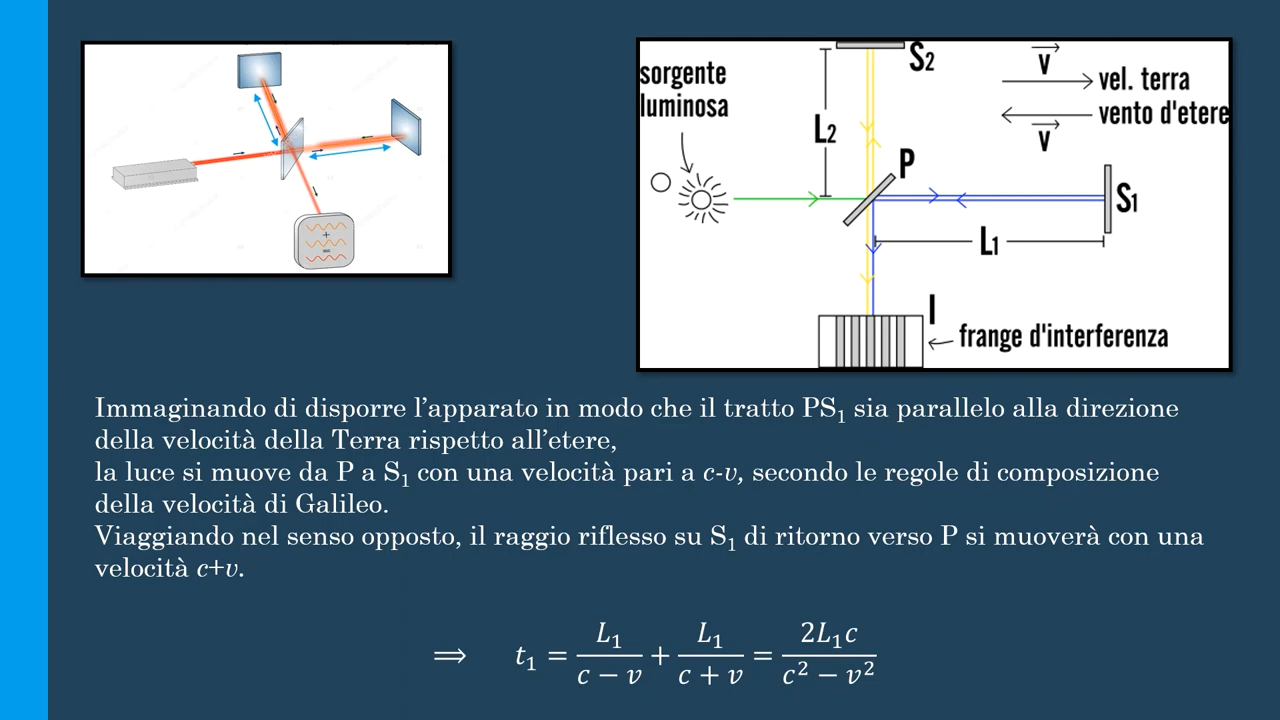 sorgente
luminosa
S2
L2
P
v
vel. terra
vento d'etere
v
S1
L1
I
frange d'interferenza
+
=
Immaginando di disporre l’apparato in modo che il tratto PS₁ sia parallelo alla direzione
della velocità della Terra rispetto all’etere,
la luce si muove da P a S₁ con una velocità pari a c-v, secondo le regole di composizione
della velocità di Galileo.
Viaggiando nel senso opposto, il raggio riflesso su S₁ di ritorno verso P si muoverà con una
velocità c+v.
⟹ t₁ = L₁/(c − v) + L₁/(c + v) = 2L₁c/(c² − v²)